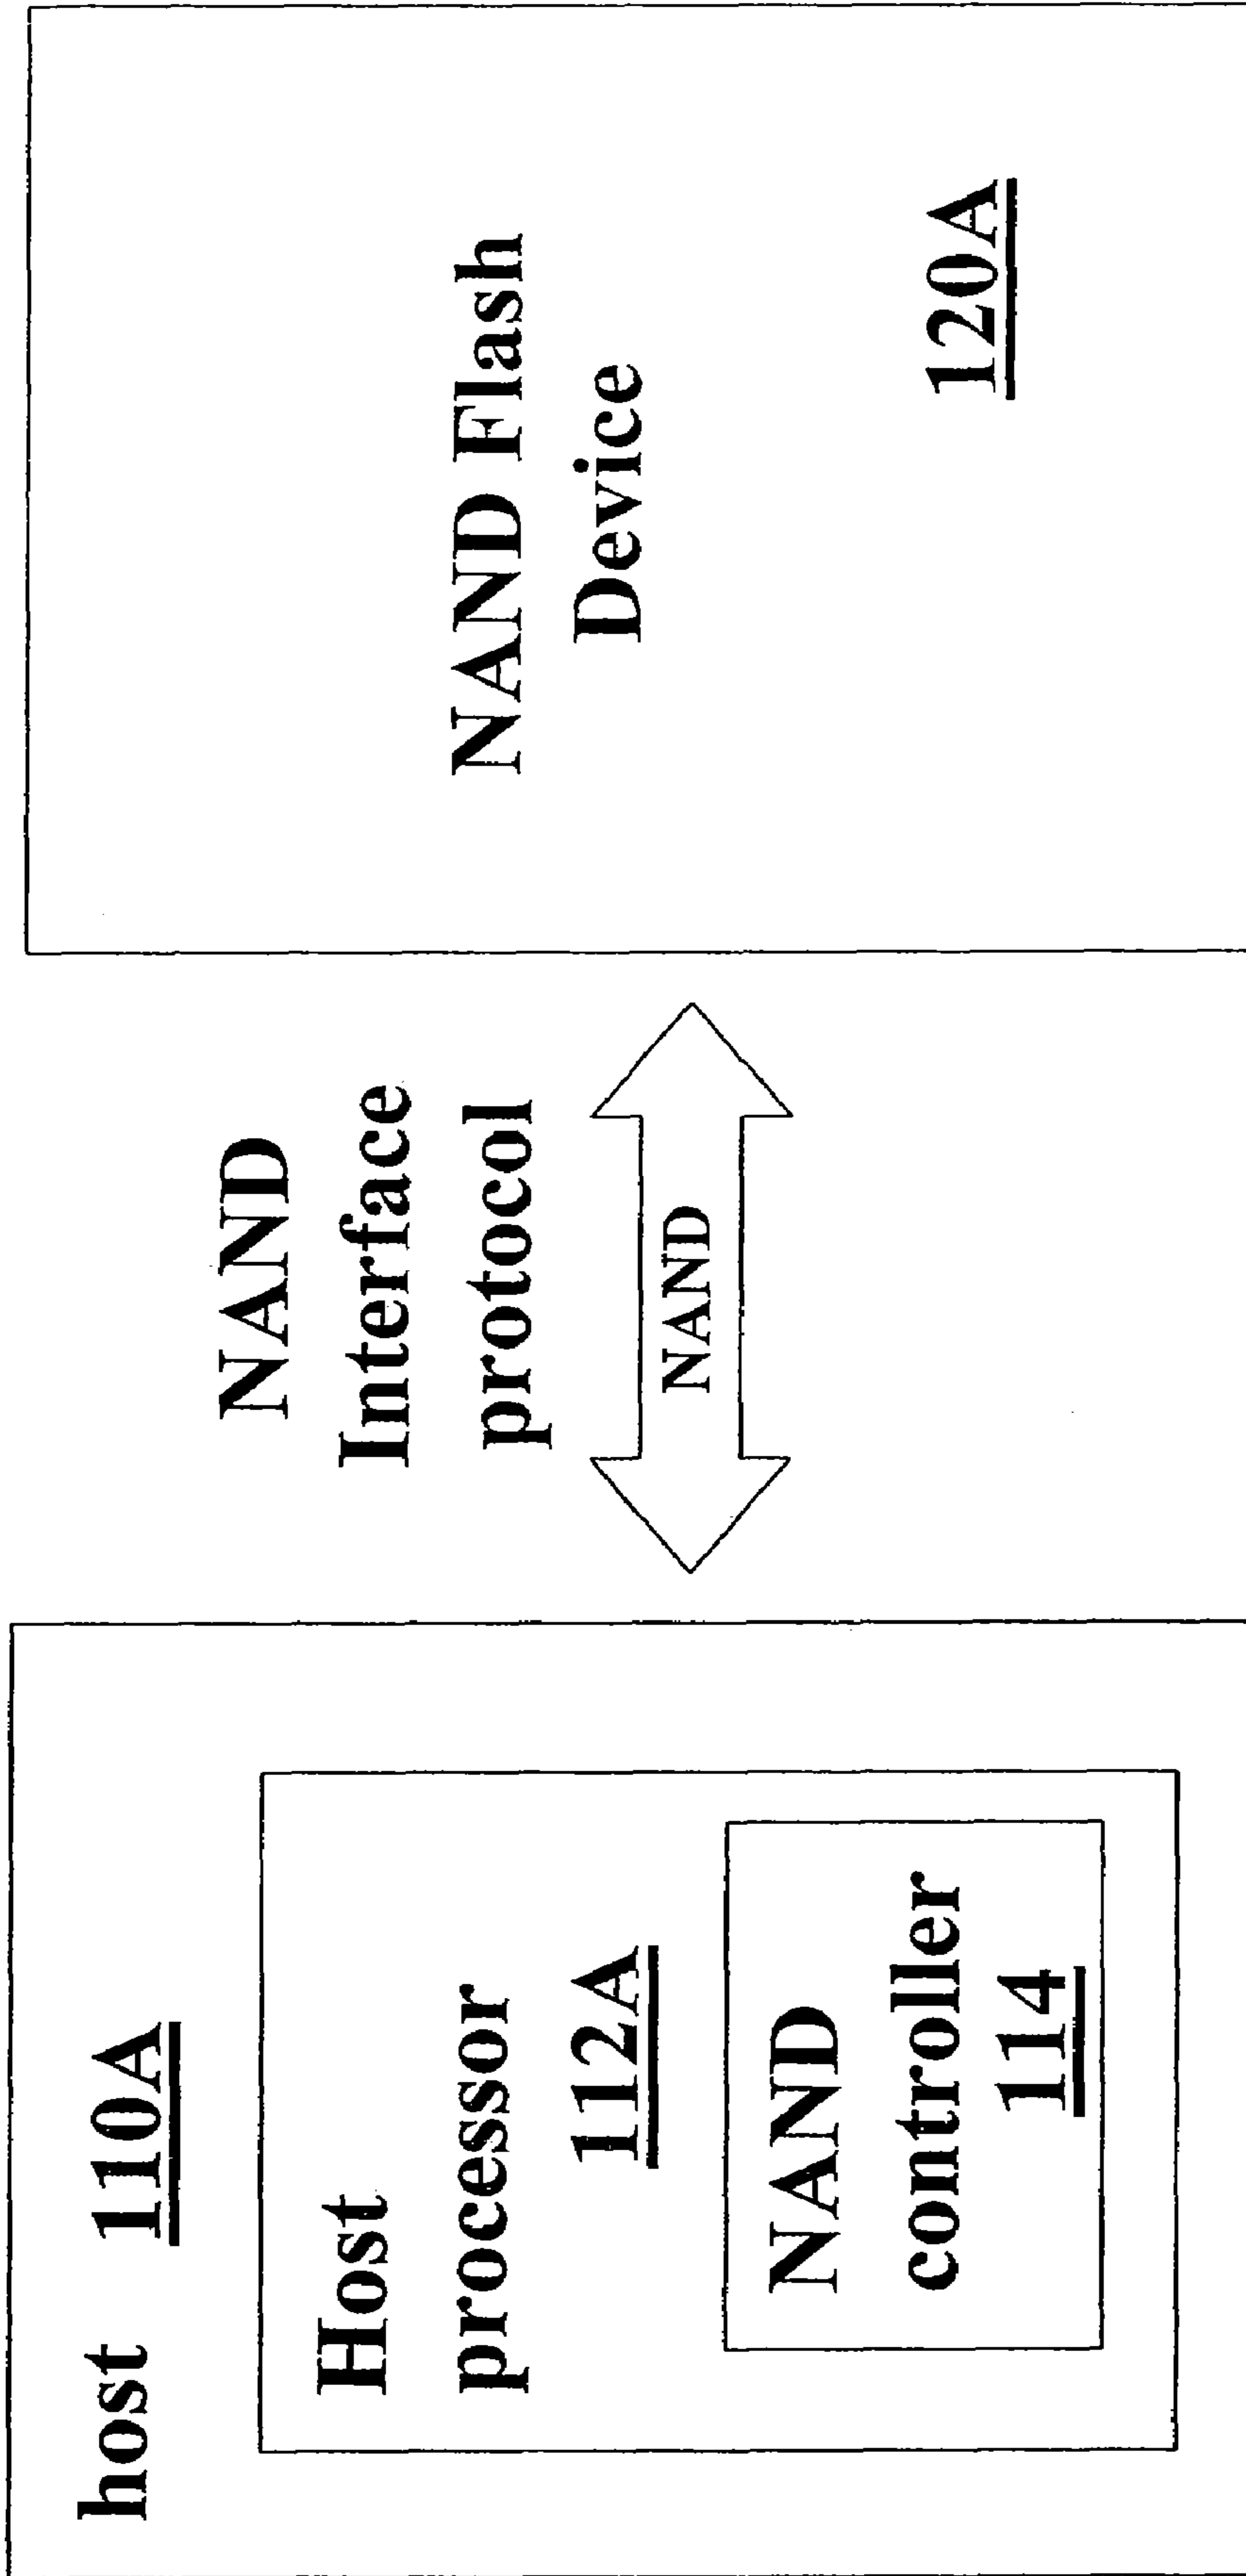 host 110A
Host
processor
112A
NAND
controller
114
NAND
Interface
protocol
NAND
NAND Flash
Device
120A